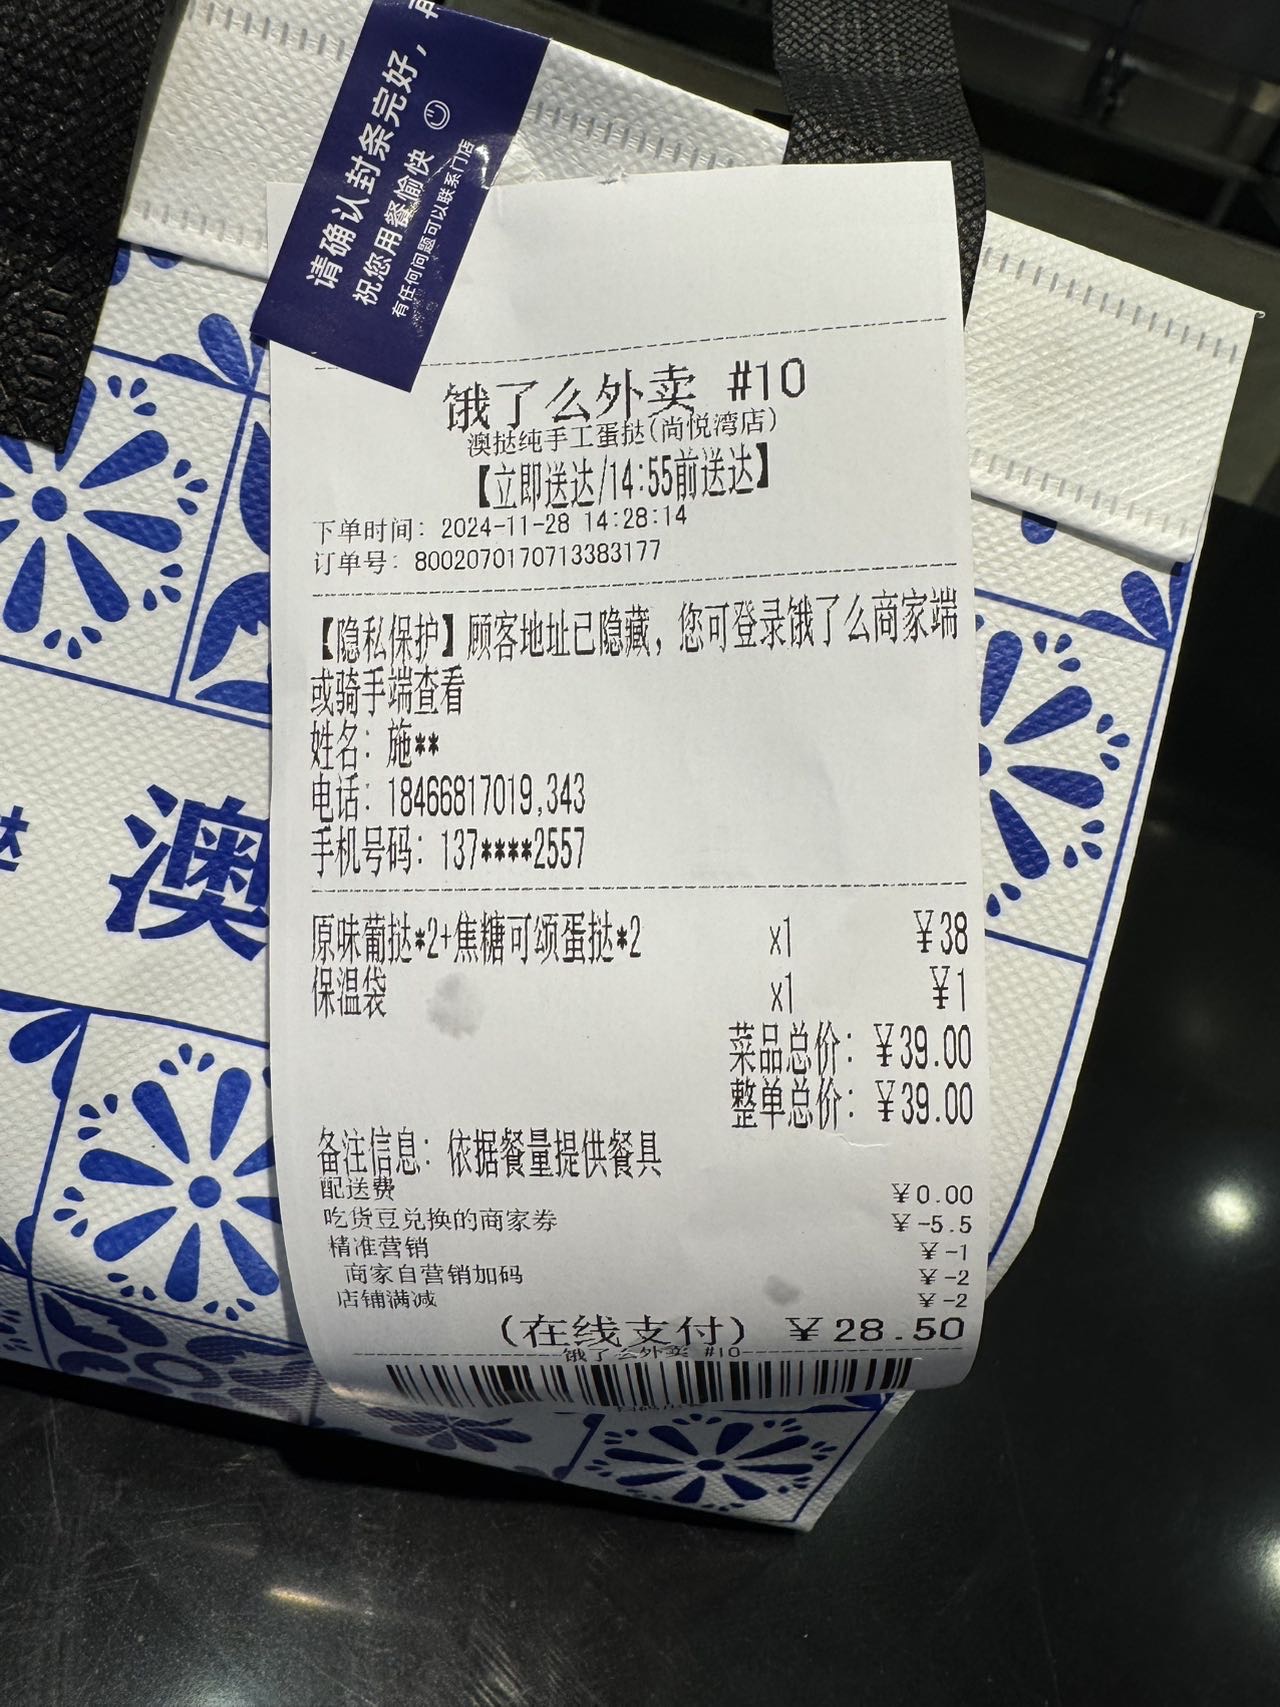 请确认封条完好，再
祝您用餐愉快
有任何问题可以联系门店
饿了么外卖 #10
澳挞纯手工蛋挞(尚悦湾店)
【立即送达/14:55前送达】
下单时间: 2024-11-28 14:28:14
订单号: 8002070170713383177
【隐私保护】顾客地址已隐藏，您可登录饿了么商家端
或骑手端查看
姓名: 施**
电话: 18466817019,343
手机号码: 137****2557
原味葡挞*2+焦糖可颂蛋挞*2 x1 ¥38
保温袋 x1 ¥1
菜品总价: ¥39.00
整单总价: ¥39.00
备注信息: 依据餐量提供餐具
配送费 ¥0.00
吃货豆兑换的商家券 ¥-5.5
精准营销 ¥-1
商家自营销加码 ¥-2
店铺满减 ¥-2
(在线支付) ¥28.50
饿了么外卖 #10
澳
挞